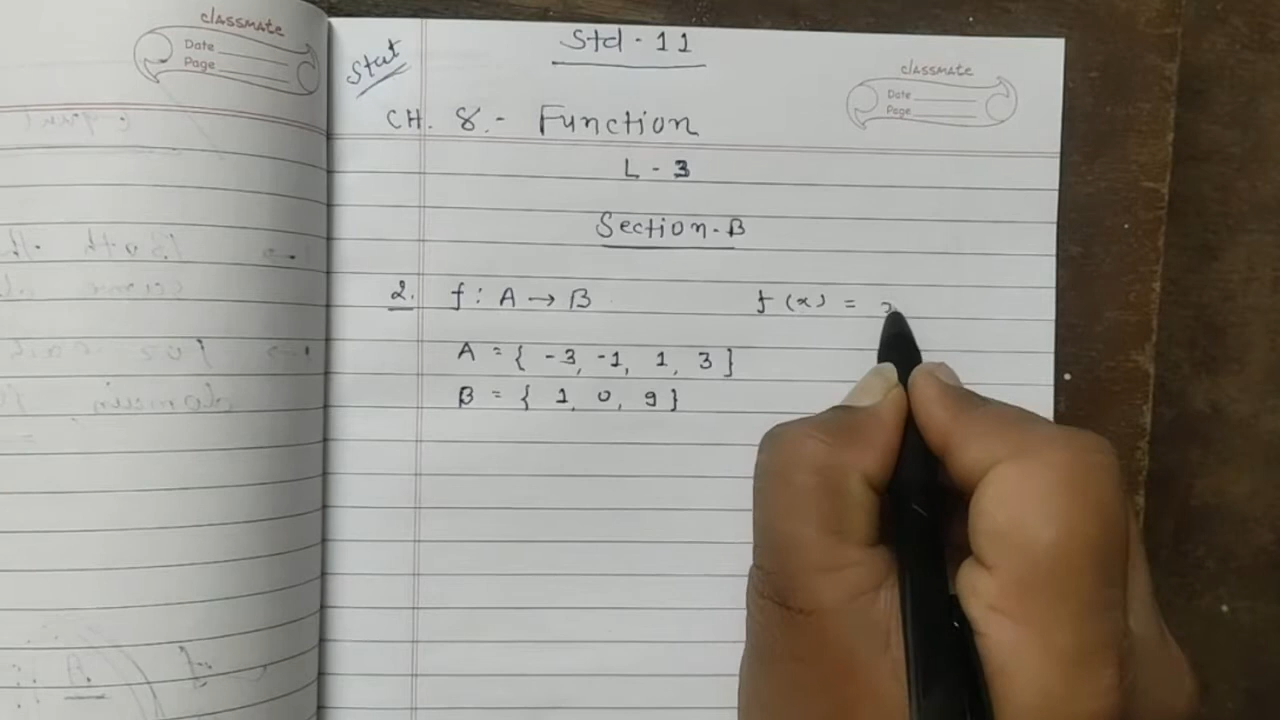 classmate
Date
Page
Stat
Std - 11
classmate
Date
Page
CH. 8.- Function
L - 3
Section-B
2. f : A → B f(x) =
A = { -3, -1, 1, 3 }
B = { 1, 0, 9 }